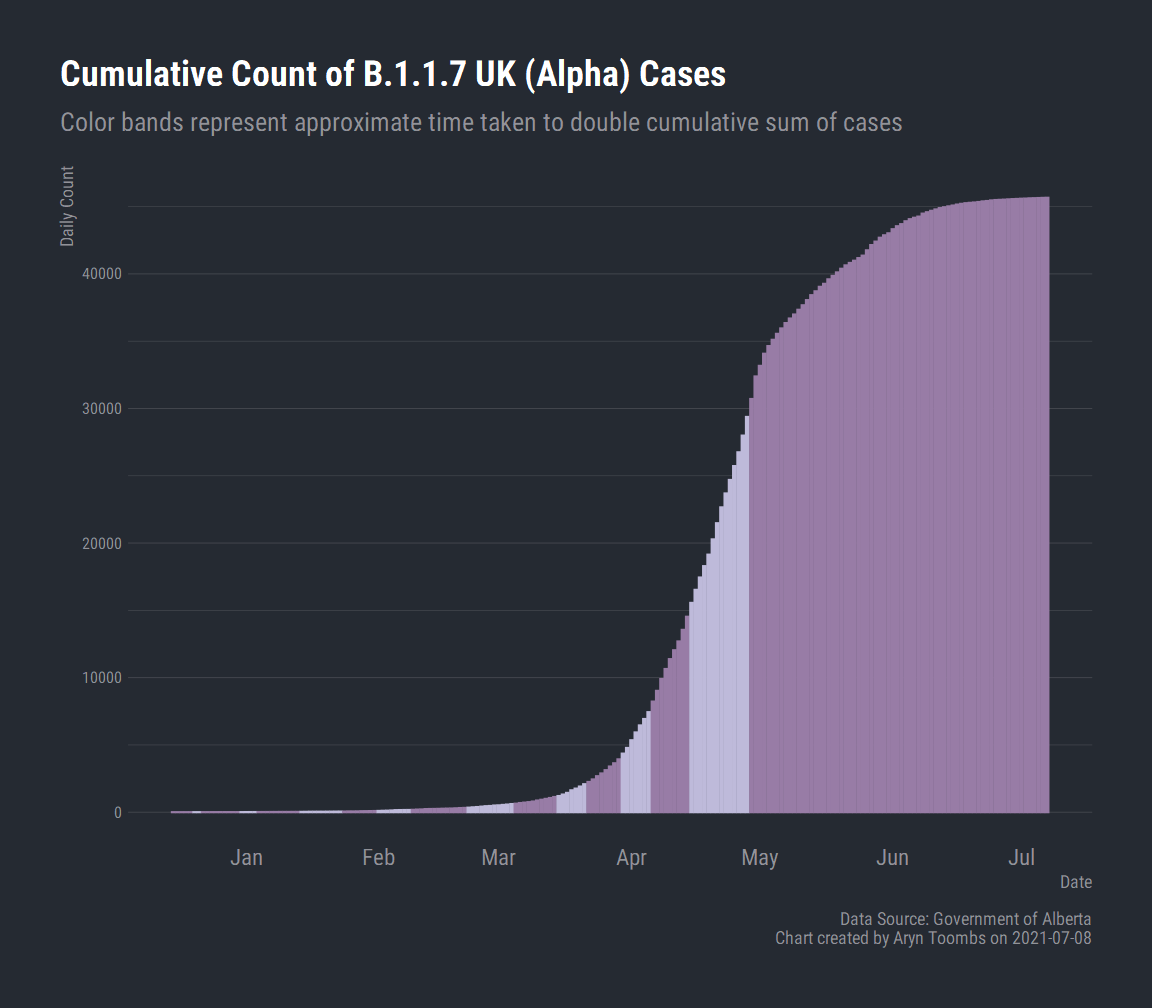 Cumulative Count of B.1.1.7 UK (Alpha) Cases
Color bands represent approximate time taken to double cumulative sum of cases
Daily Count
40000
30000
20000
10000
0
Jan Feb Mar Apr May Jun Jul
Date
Data Source: Government of Alberta
Chart created by Aryn Toombs on 2021-07-08